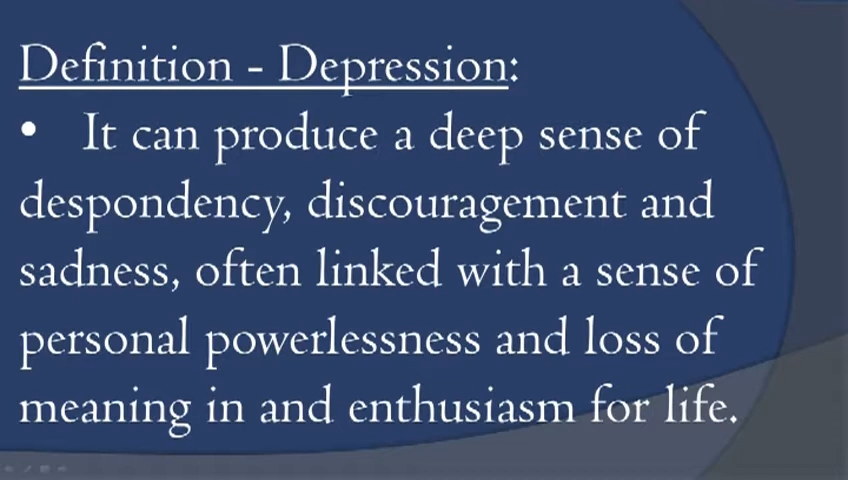 Definition - Depression:
• It can produce a deep sense of
despondency, discouragement and
sadness, often linked with a sense of
personal powerlessness and loss of
meaning in and enthusiasm for life.